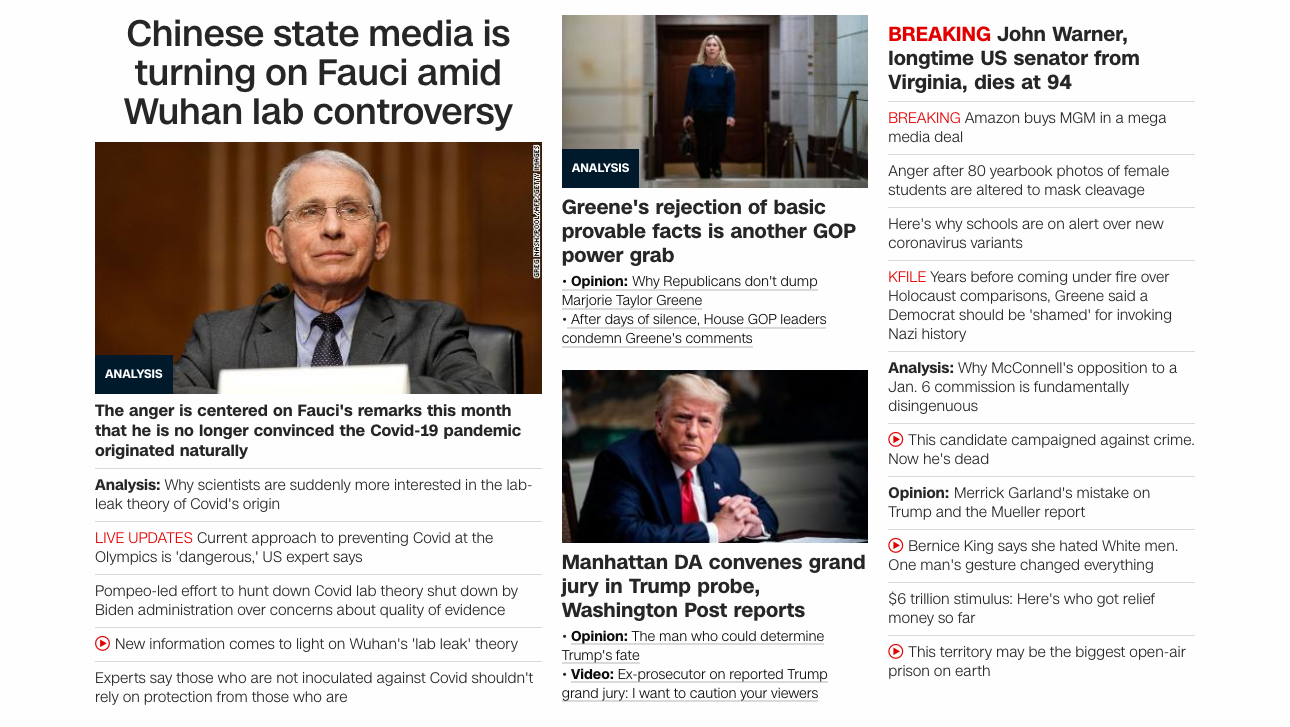 Chinese state media is
turning on Fauci amid
Wuhan lab controversy
ANALYSIS
The anger is centered on Fauci's remarks this month
that he is no longer convinced the Covid-19 pandemic
originated naturally
Analysis: Why scientists are suddenly more interested in the lab-
leak theory of Covid's origin
LIVE UPDATES Current approach to preventing Covid at the
Olympics is 'dangerous,' US expert says
Pompeo-led effort to hunt down Covid lab theory shut down by
Biden administration over concerns about quality of evidence
New information comes to light on Wuhan's 'lab leak' theory
Experts say those who are not inoculated against Covid shouldn't
rely on protection from those who are
ANALYSIS
Greene's rejection of basic
provable facts is another GOP
power grab
• Opinion: Why Republicans don't dump
Marjorie Taylor Greene
• After days of silence, House GOP leaders
condemn Greene's comments
Manhattan DA convenes grand
jury in Trump probe,
Washington Post reports
• Opinion: The man who could determine
Trump's fate
• Video: Ex-prosecutor on reported Trump
grand jury: I want to caution your viewers
BREAKING John Warner,
longtime US senator from
Virginia, dies at 94
BREAKING Amazon buys MGM in a mega
media deal
Anger after 80 yearbook photos of female
students are altered to mask cleavage
Here's why schools are on alert over new
coronavirus variants
KFILE Years before coming under fire over
Holocaust comparisons, Greene said a
Democrat should be 'shamed' for invoking
Nazi history
Analysis: Why McConnell's opposition to a
Jan. 6 commission is fundamentally
disingenuous
This candidate campaigned against crime.
Now he's dead
Opinion: Merrick Garland's mistake on
Trump and the Mueller report
Bernice King says she hated White men.
One man's gesture changed everything
$6 trillion stimulus: Here's who got relief
money so far
This territory may be the biggest open-air
prison on earth